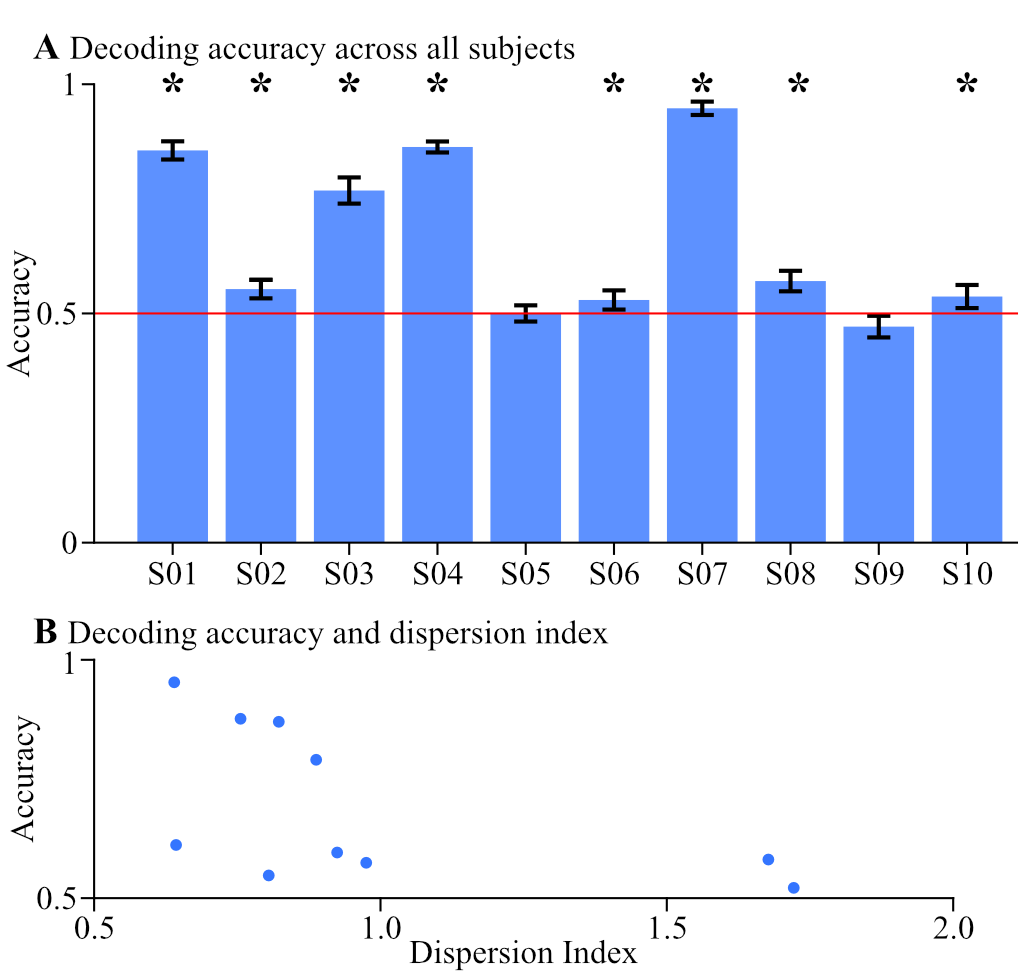 A Decoding accuracy across all subjects
1
* * * * * * * *
Accuracy
0.5
0
S01 S02 S03 S04 S05 S06 S07 S08 S09 S10
B Decoding accuracy and dispersion index
1
Accuracy
0.5
0.5 1.0 1.5 2.0
Dispersion Index